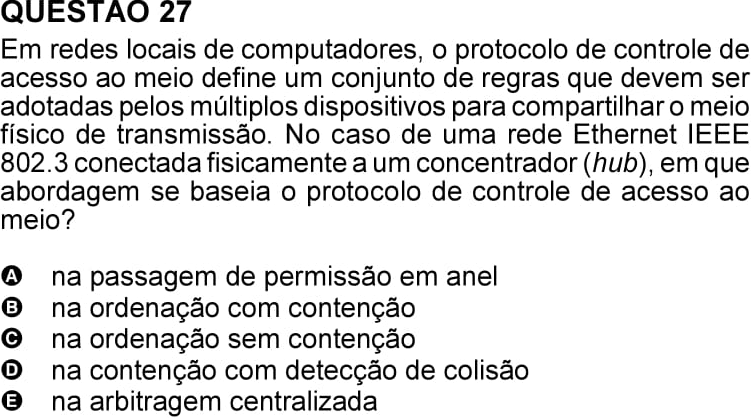 QUESTÃO 27
Em redes locais de computadores, o protocolo de controle de
acesso ao meio define um conjunto de regras que devem ser
adotadas pelos múltiplos dispositivos para compartilhar o meio
físico de transmissão. No caso de uma rede Ethernet IEEE
802.3 conectada fisicamente a um concentrador (hub), em que
abordagem se baseia o protocolo de controle de acesso ao
meio?
A na passagem de permissão em anel
B na ordenação com contenção
C na ordenação sem contenção
D na contenção com detecção de colisão
E na arbitragem centralizada